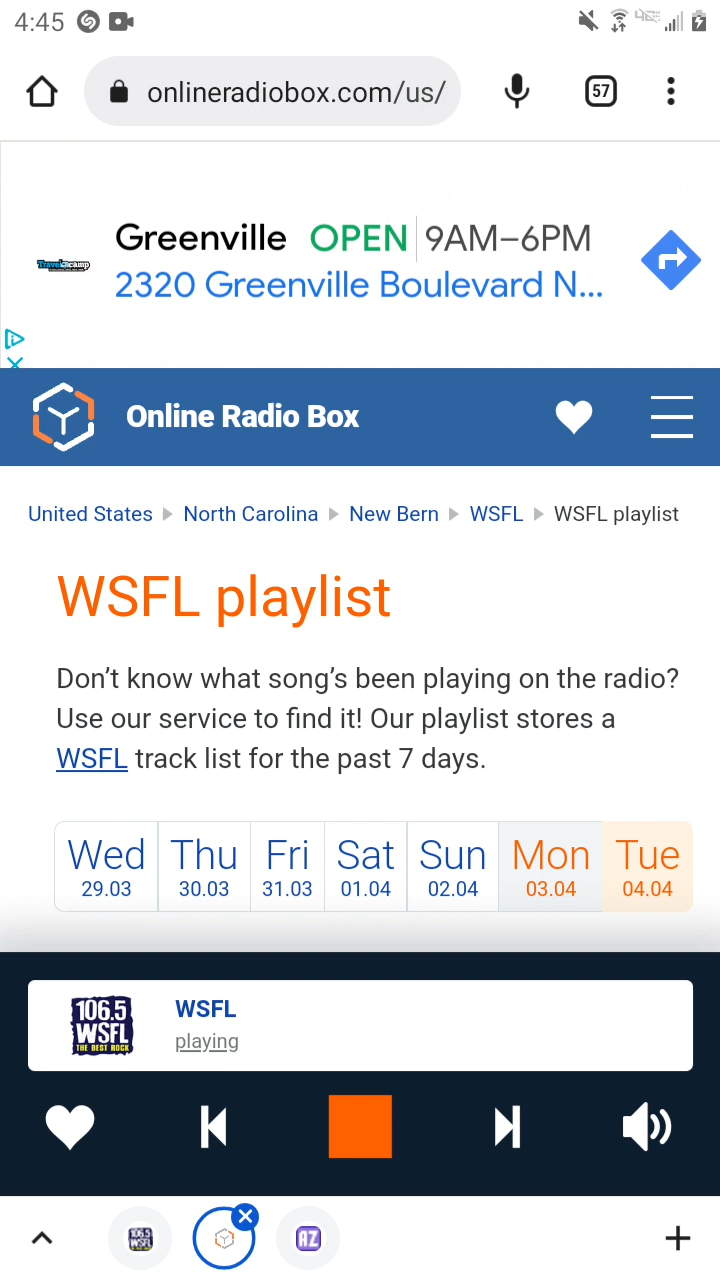 4:45
57
onlineradiobox.com/us/
Greenville OPEN 9AM–6PM
2320 Greenville Boulevard N...
Online Radio Box
United States North Carolina New Bern WSFL WSFL playlist
WSFL playlist
Don’t know what song’s been playing on the radio?
Use our service to find it! Our playlist stores a
WSFL track list for the past 7 days.
Wed Thu Fri Sat Sun Mon Tue
29.03 30.03 31.03 01.04 02.04 03.04 04.04
106.5
WSFL
THE BEST ROCK
WSFL
playing
106.5
WSFL
AZ